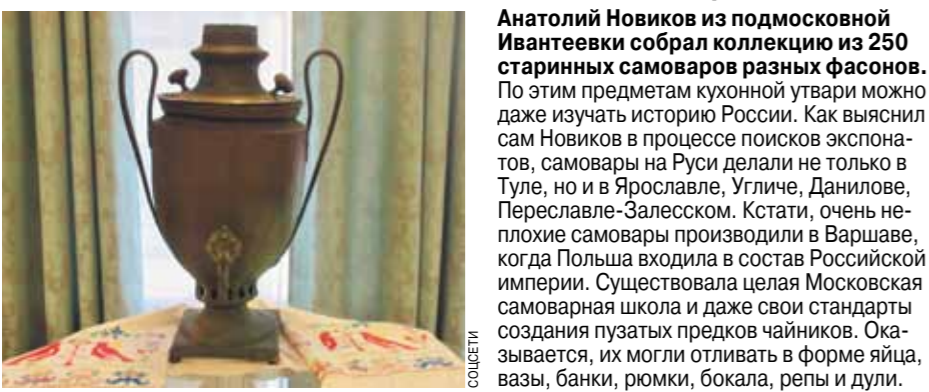 Анатолий Новиков из подмосковной
Ивантеевки собрал коллекцию из 250
старинных самоваров разных фасонов.
По этим предметам кухонной утвари можно
даже изучать историю России. Как выяснил
сам Новиков в процессе поисков экспона-
тов, самовары на Руси делали не только в
Туле, но и в Ярославле, Угличе, Данилове,
Переславле-Залесском. Кстати, очень не-
плохие самовары производили в Варшаве,
когда Польша входила в состав Российской
империи. Существовала целая Московская
самоварная школа и даже свои стандарты
создания пузатых предков чайников. Ока-
зывается, их могли отливать в форме яйца,
вазы, банки, рюмки, бокала, репы и дули.
СОЦСЕТИ